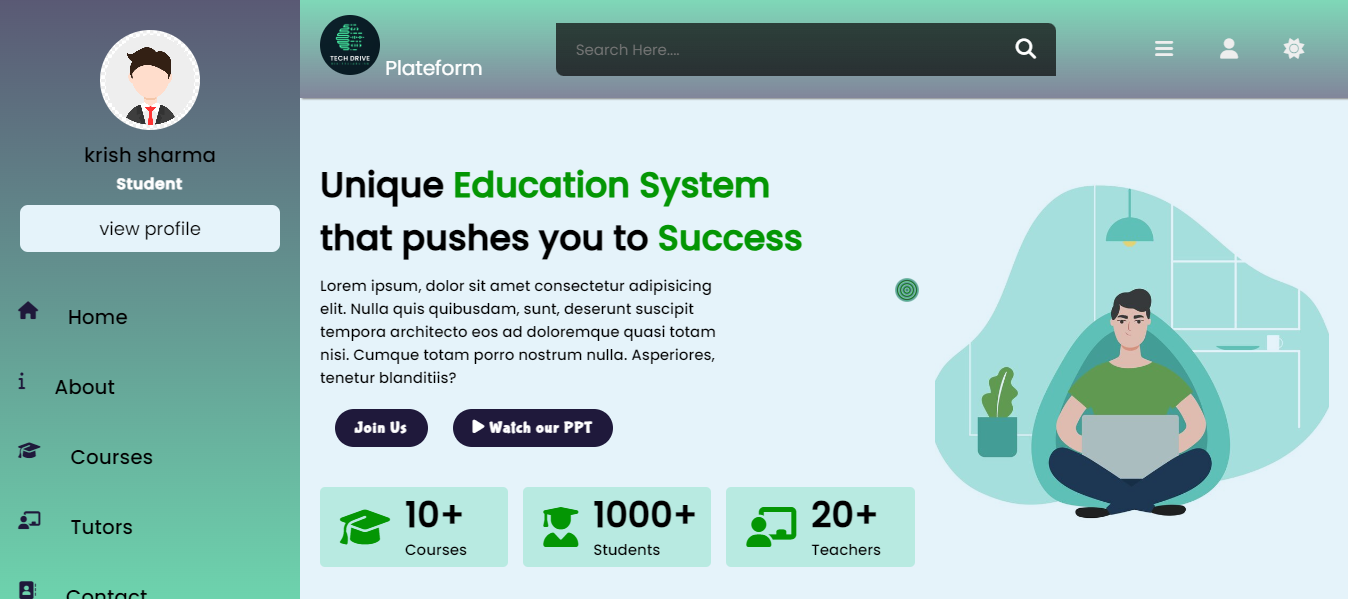 krish sharma
Student
view profile
Home
About
Courses
Tutors
Contact
TECH DRIVE
Plateform
Search Here....
Unique Education System
that pushes you to Success
Lorem ipsum, dolor sit amet consectetur adipisicing
elit. Nulla quis quibusdam, sunt, deserunt suscipit
tempora architecto eos ad doloremque quasi totam
nisi. Cumque totam porro nostrum nulla. Asperiores,
tenetur blanditiis?
Join Us
Watch our PPT
10+
Courses
1000+
Students
20+
Teachers